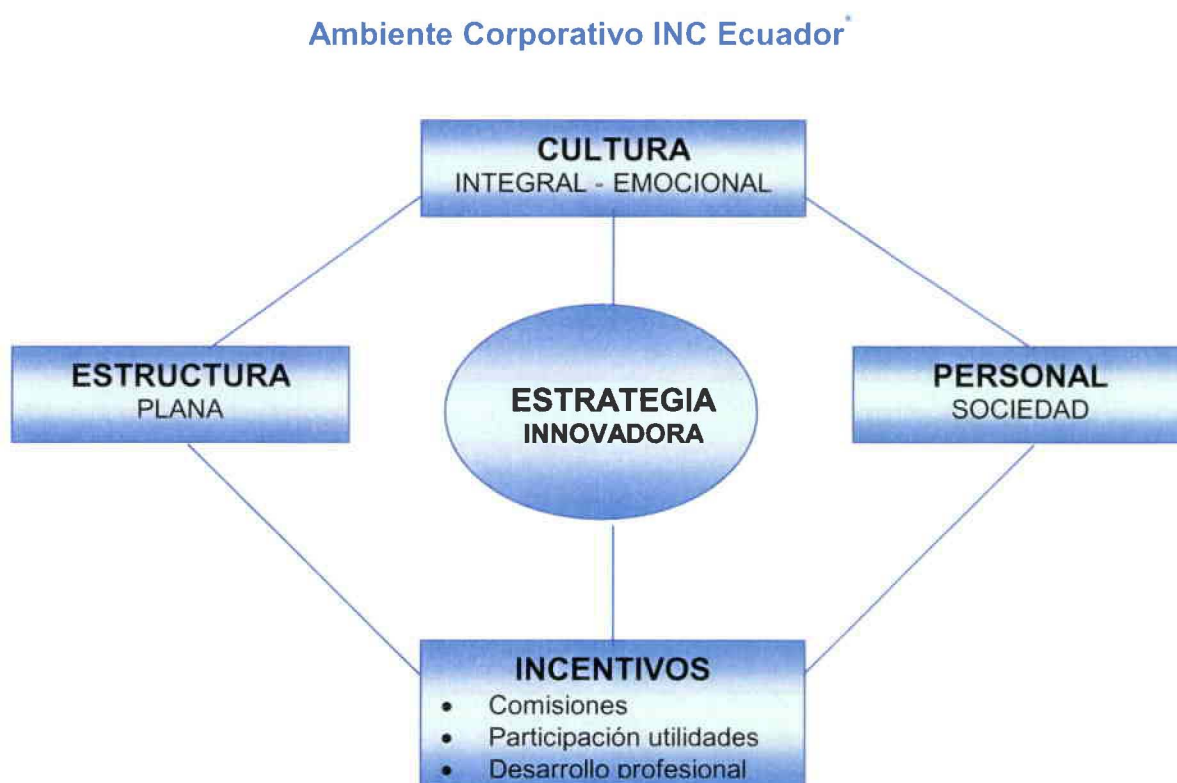 Ambiente Corporativo INC Ecuador*
CULTURA
INTEGRAL - EMOCIONAL
ESTRUCTURA
PLANA
ESTRATEGIA
INNOVADORA
PERSONAL
SOCIEDAD
INCENTIVOS
• Comisiones
• Participación utilidades
• Desarrollo profesional